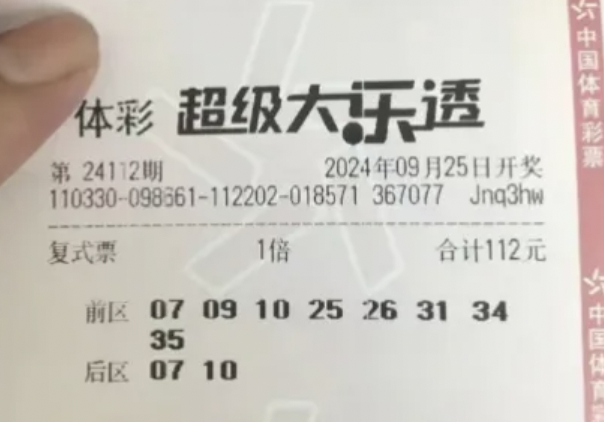 体彩 超级大乐透
第 24112期 2024年09月25日开奖
110330-098661-112202-018571 367077 Jnq3hw
复式票 1倍 合计112元
前区 07 09 10 25 26 31 34
35
后区 07 10
中国体育彩票
中国体育